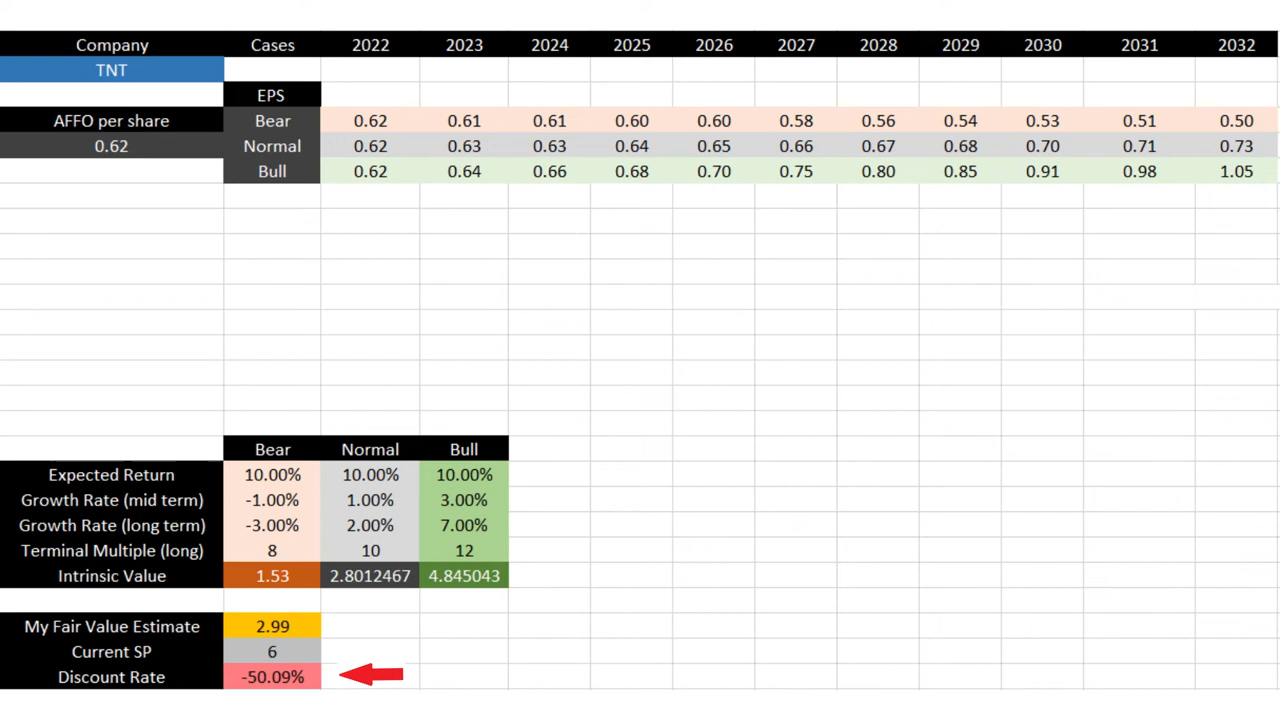 Company Cases 2022 2023 2024 2025 2026 2027 2028 2029 2030 2031 2032
TNT
EPS
AFFO per share Bear 0.62 0.61 0.61 0.60 0.60 0.58 0.56 0.54 0.53 0.51 0.50
0.62 Normal 0.62 0.63 0.63 0.64 0.65 0.66 0.67 0.68 0.70 0.71 0.73
Bull 0.62 0.64 0.66 0.68 0.70 0.75 0.80 0.85 0.91 0.98 1.05
Bear Normal Bull
Expected Return 10.00% 10.00% 10.00%
Growth Rate (mid term) -1.00% 1.00% 3.00%
Growth Rate (long term) -3.00% 2.00% 7.00%
Terminal Multiple (long) 8 10 12
Intrinsic Value 1.53 2.8012467 4.845043
My Fair Value Estimate 2.99
Current SP 6
Discount Rate -50.09%